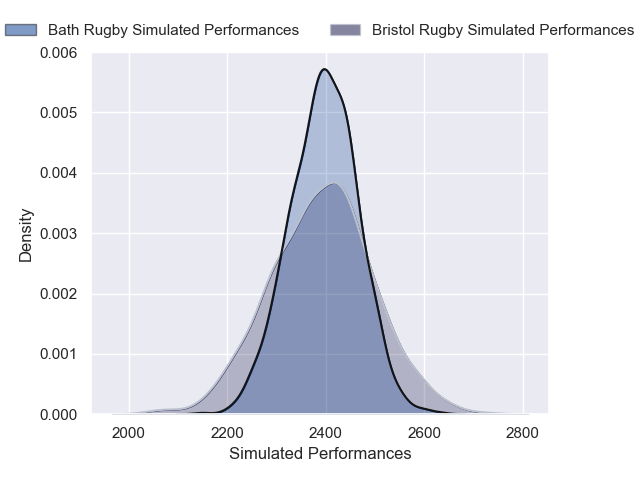 Bath Rugby Simulated Performances Bristol Rugby Simulated Performances
0.006
0.005
0.004
0.003
0.002
0.001
0.000
Density
2000 2200 2400 2600 2800
Simulated Performances